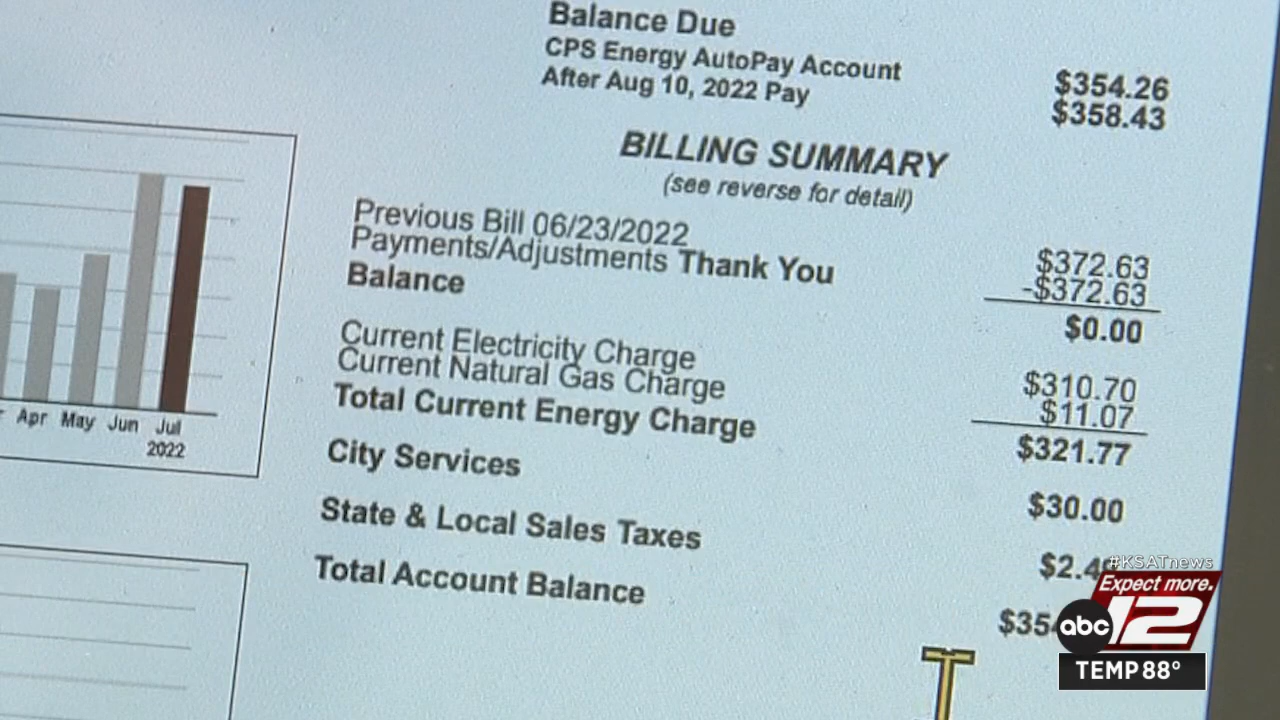 Balance Due
CPS Energy AutoPay Account $354.26
After Aug 10, 2022 Pay $358.43
BILLING SUMMARY
(see reverse for detail)
Previous Bill 06/23/2022 $372.63
Payments/Adjustments Thank You -$372.63
Balance $0.00
Current Electricity Charge $310.70
Current Natural Gas Charge $11.07
Total Current Energy Charge $321.77
City Services $30.00
State & Local Sales Taxes
Total Account Balance
Apr May Jun Jul
2022
#KSATnews
Expect more.
abc 12
TEMP 88°